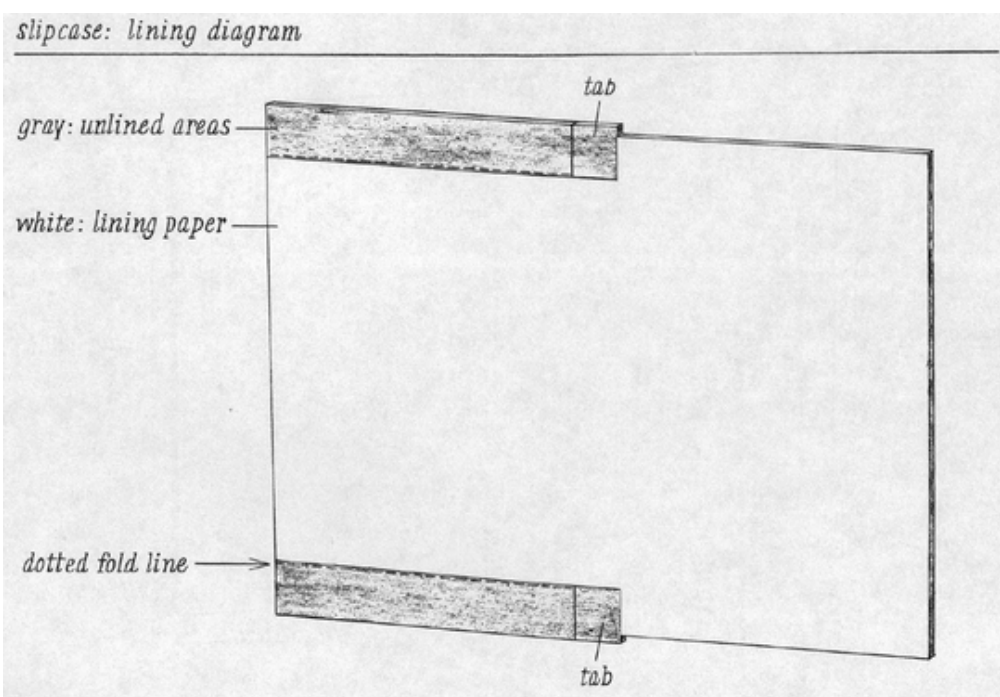 slipcase: lining diagram
tab
gray: unlined areas
white: lining paper
dotted fold line
tab